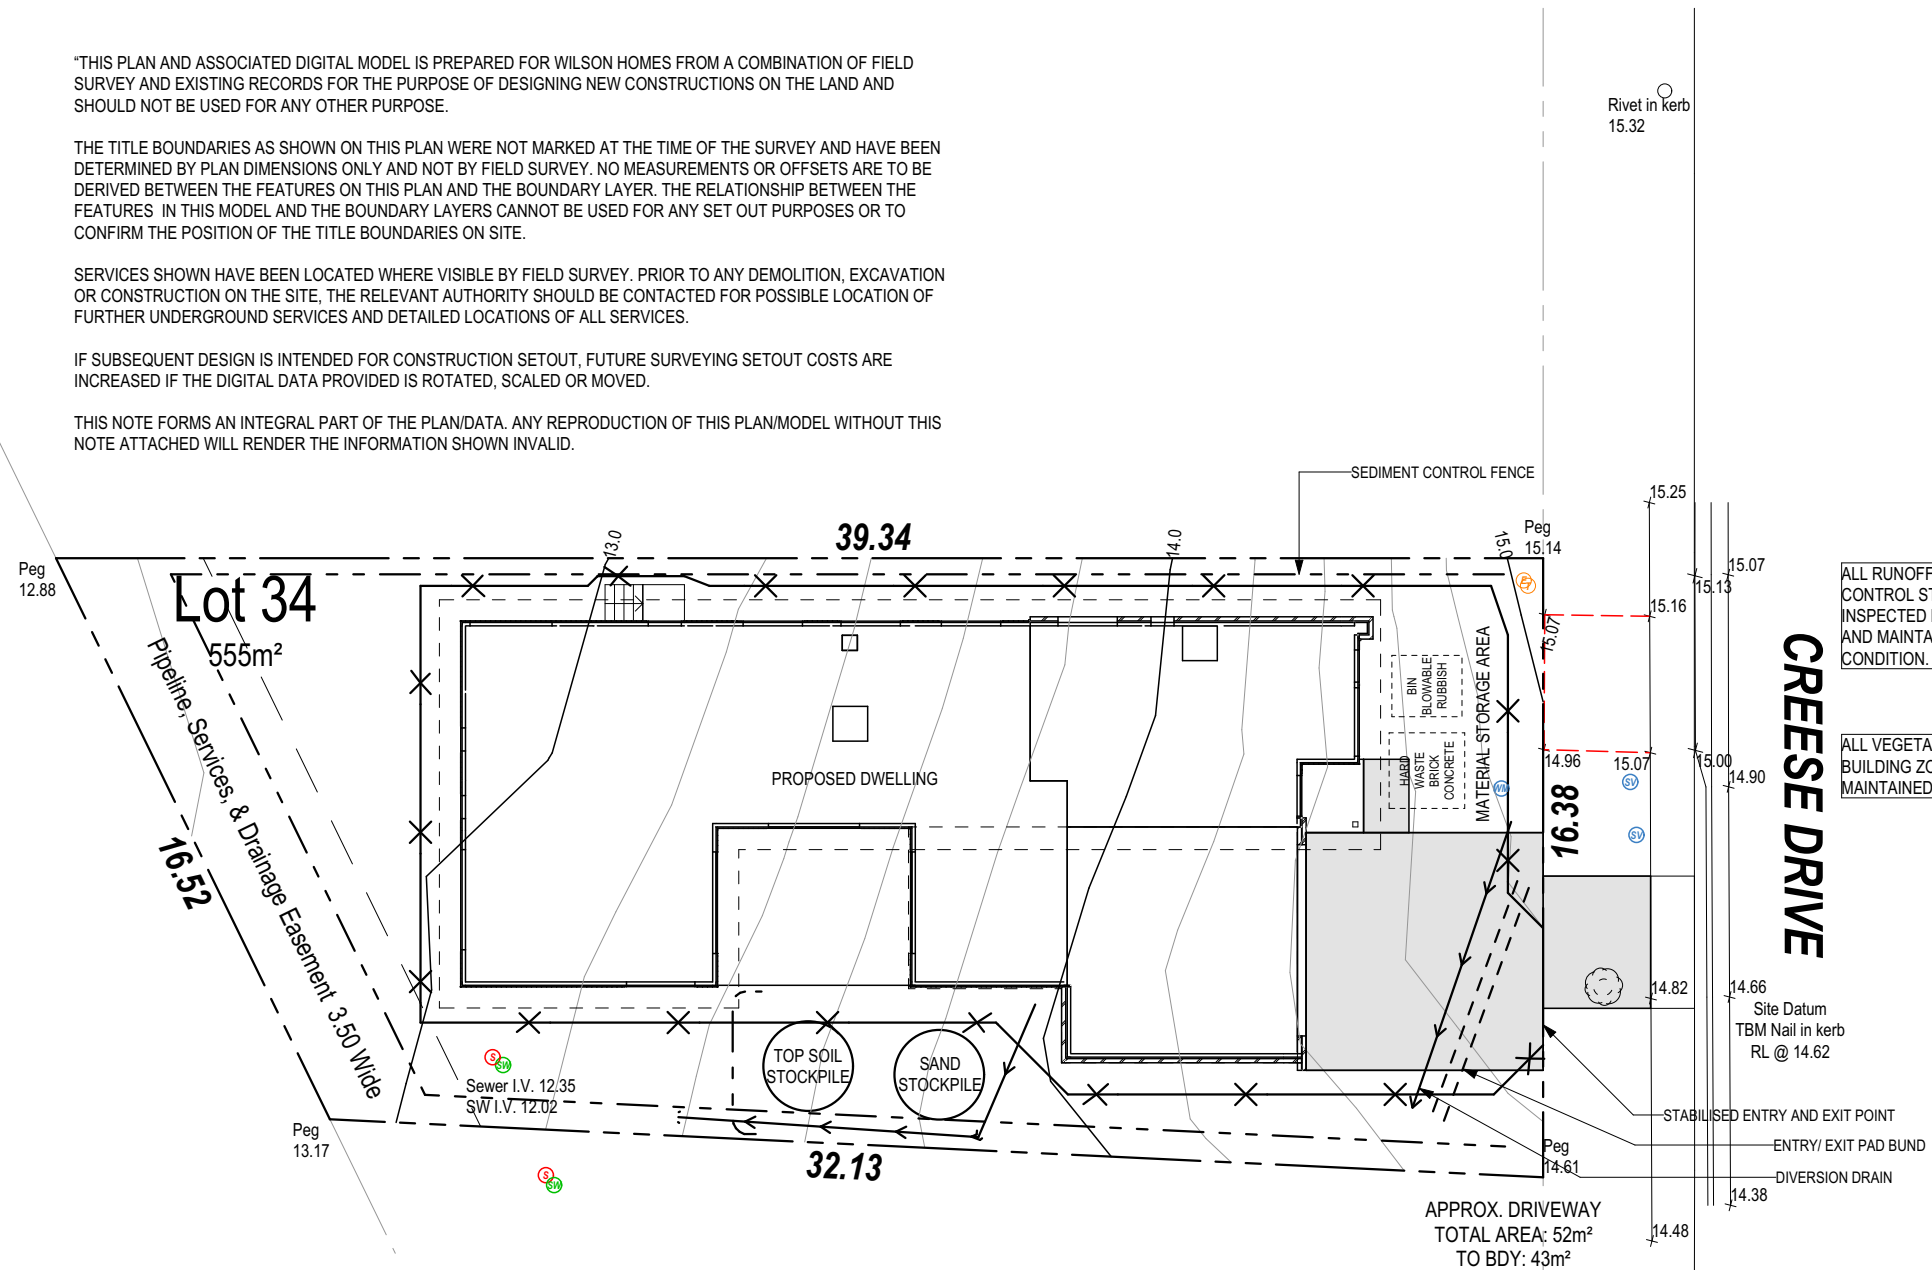 “THIS PLAN AND ASSOCIATED DIGITAL MODEL IS PREPARED FOR WILSON HOMES FROM A COMBINATION OF FIELD
SURVEY AND EXISTING RECORDS FOR THE PURPOSE OF DESIGNING NEW CONSTRUCTIONS ON THE LAND AND
SHOULD NOT BE USED FOR ANY OTHER PURPOSE.
THE TITLE BOUNDARIES AS SHOWN ON THIS PLAN WERE NOT MARKED AT THE TIME OF THE SURVEY AND HAVE BEEN
DETERMINED BY PLAN DIMENSIONS ONLY AND NOT BY FIELD SURVEY. NO MEASUREMENTS OR OFFSETS ARE TO BE
DERIVED BETWEEN THE FEATURES ON THIS PLAN AND THE BOUNDARY LAYER. THE RELATIONSHIP BETWEEN THE
FEATURES IN THIS MODEL AND THE BOUNDARY LAYERS CANNOT BE USED FOR ANY SET OUT PURPOSES OR TO
CONFIRM THE POSITION OF THE TITLE BOUNDARIES ON SITE.
SERVICES SHOWN HAVE BEEN LOCATED WHERE VISIBLE BY FIELD SURVEY. PRIOR TO ANY DEMOLITION, EXCAVATION
OR CONSTRUCTION ON THE SITE, THE RELEVANT AUTHORITY SHOULD BE CONTACTED FOR POSSIBLE LOCATION OF
FURTHER UNDERGROUND SERVICES AND DETAILED LOCATIONS OF ALL SERVICES.
IF SUBSEQUENT DESIGN IS INTENDED FOR CONSTRUCTION SETOUT, FUTURE SURVEYING SETOUT COSTS ARE
INCREASED IF THE DIGITAL DATA PROVIDED IS ROTATED, SCALED OR MOVED.
THIS NOTE FORMS AN INTEGRAL PART OF THE PLAN/DATA. ANY REPRODUCTION OF THIS PLAN/MODEL WITHOUT THIS
NOTE ATTACHED WILL RENDER THE INFORMATION SHOWN INVALID.
Rivet in kerb
15.32
SEDIMENT CONTROL FENCE
15.25
39.34
13.0
14.0
15.0
Peg
15.14
Peg
12.88
Lot 34
555m²
15.07
15.13
15.16
15.07
ALL RUNOFF
CONTROL ST
INSPECTED
AND MAINTA
CONDITION.
Pipeline, Services, & Drainage Easement 3.50 Wide
16.52
PROPOSED DWELLING
BIN
BLOWABLE
RUBBISH
HARD
WASTE
BRICK
CONCRETE
MATERIAL STORAGE AREA
WM
14.96
15.07
15.00
14.90
SV
SV
16.38
CREESE DRIVE
ALL VEGETA
BUILDING ZO
MAINTAINED
14.82
14.66
Site Datum
TBM Nail in kerb
RL @ 14.62
S
SW
Sewer I.V. 12.35
SW I.V. 12.02
TOP SOIL
STOCKPILE
SAND
STOCKPILE
Peg
13.17
S
SW
32.13
STABILISED ENTRY AND EXIT POINT
ENTRY/ EXIT PAD BUND
DIVERSION DRAIN
Peg
14.61
14.38
14.48
APPROX. DRIVEWAY
TOTAL AREA: 52m²
TO BDY: 43m²